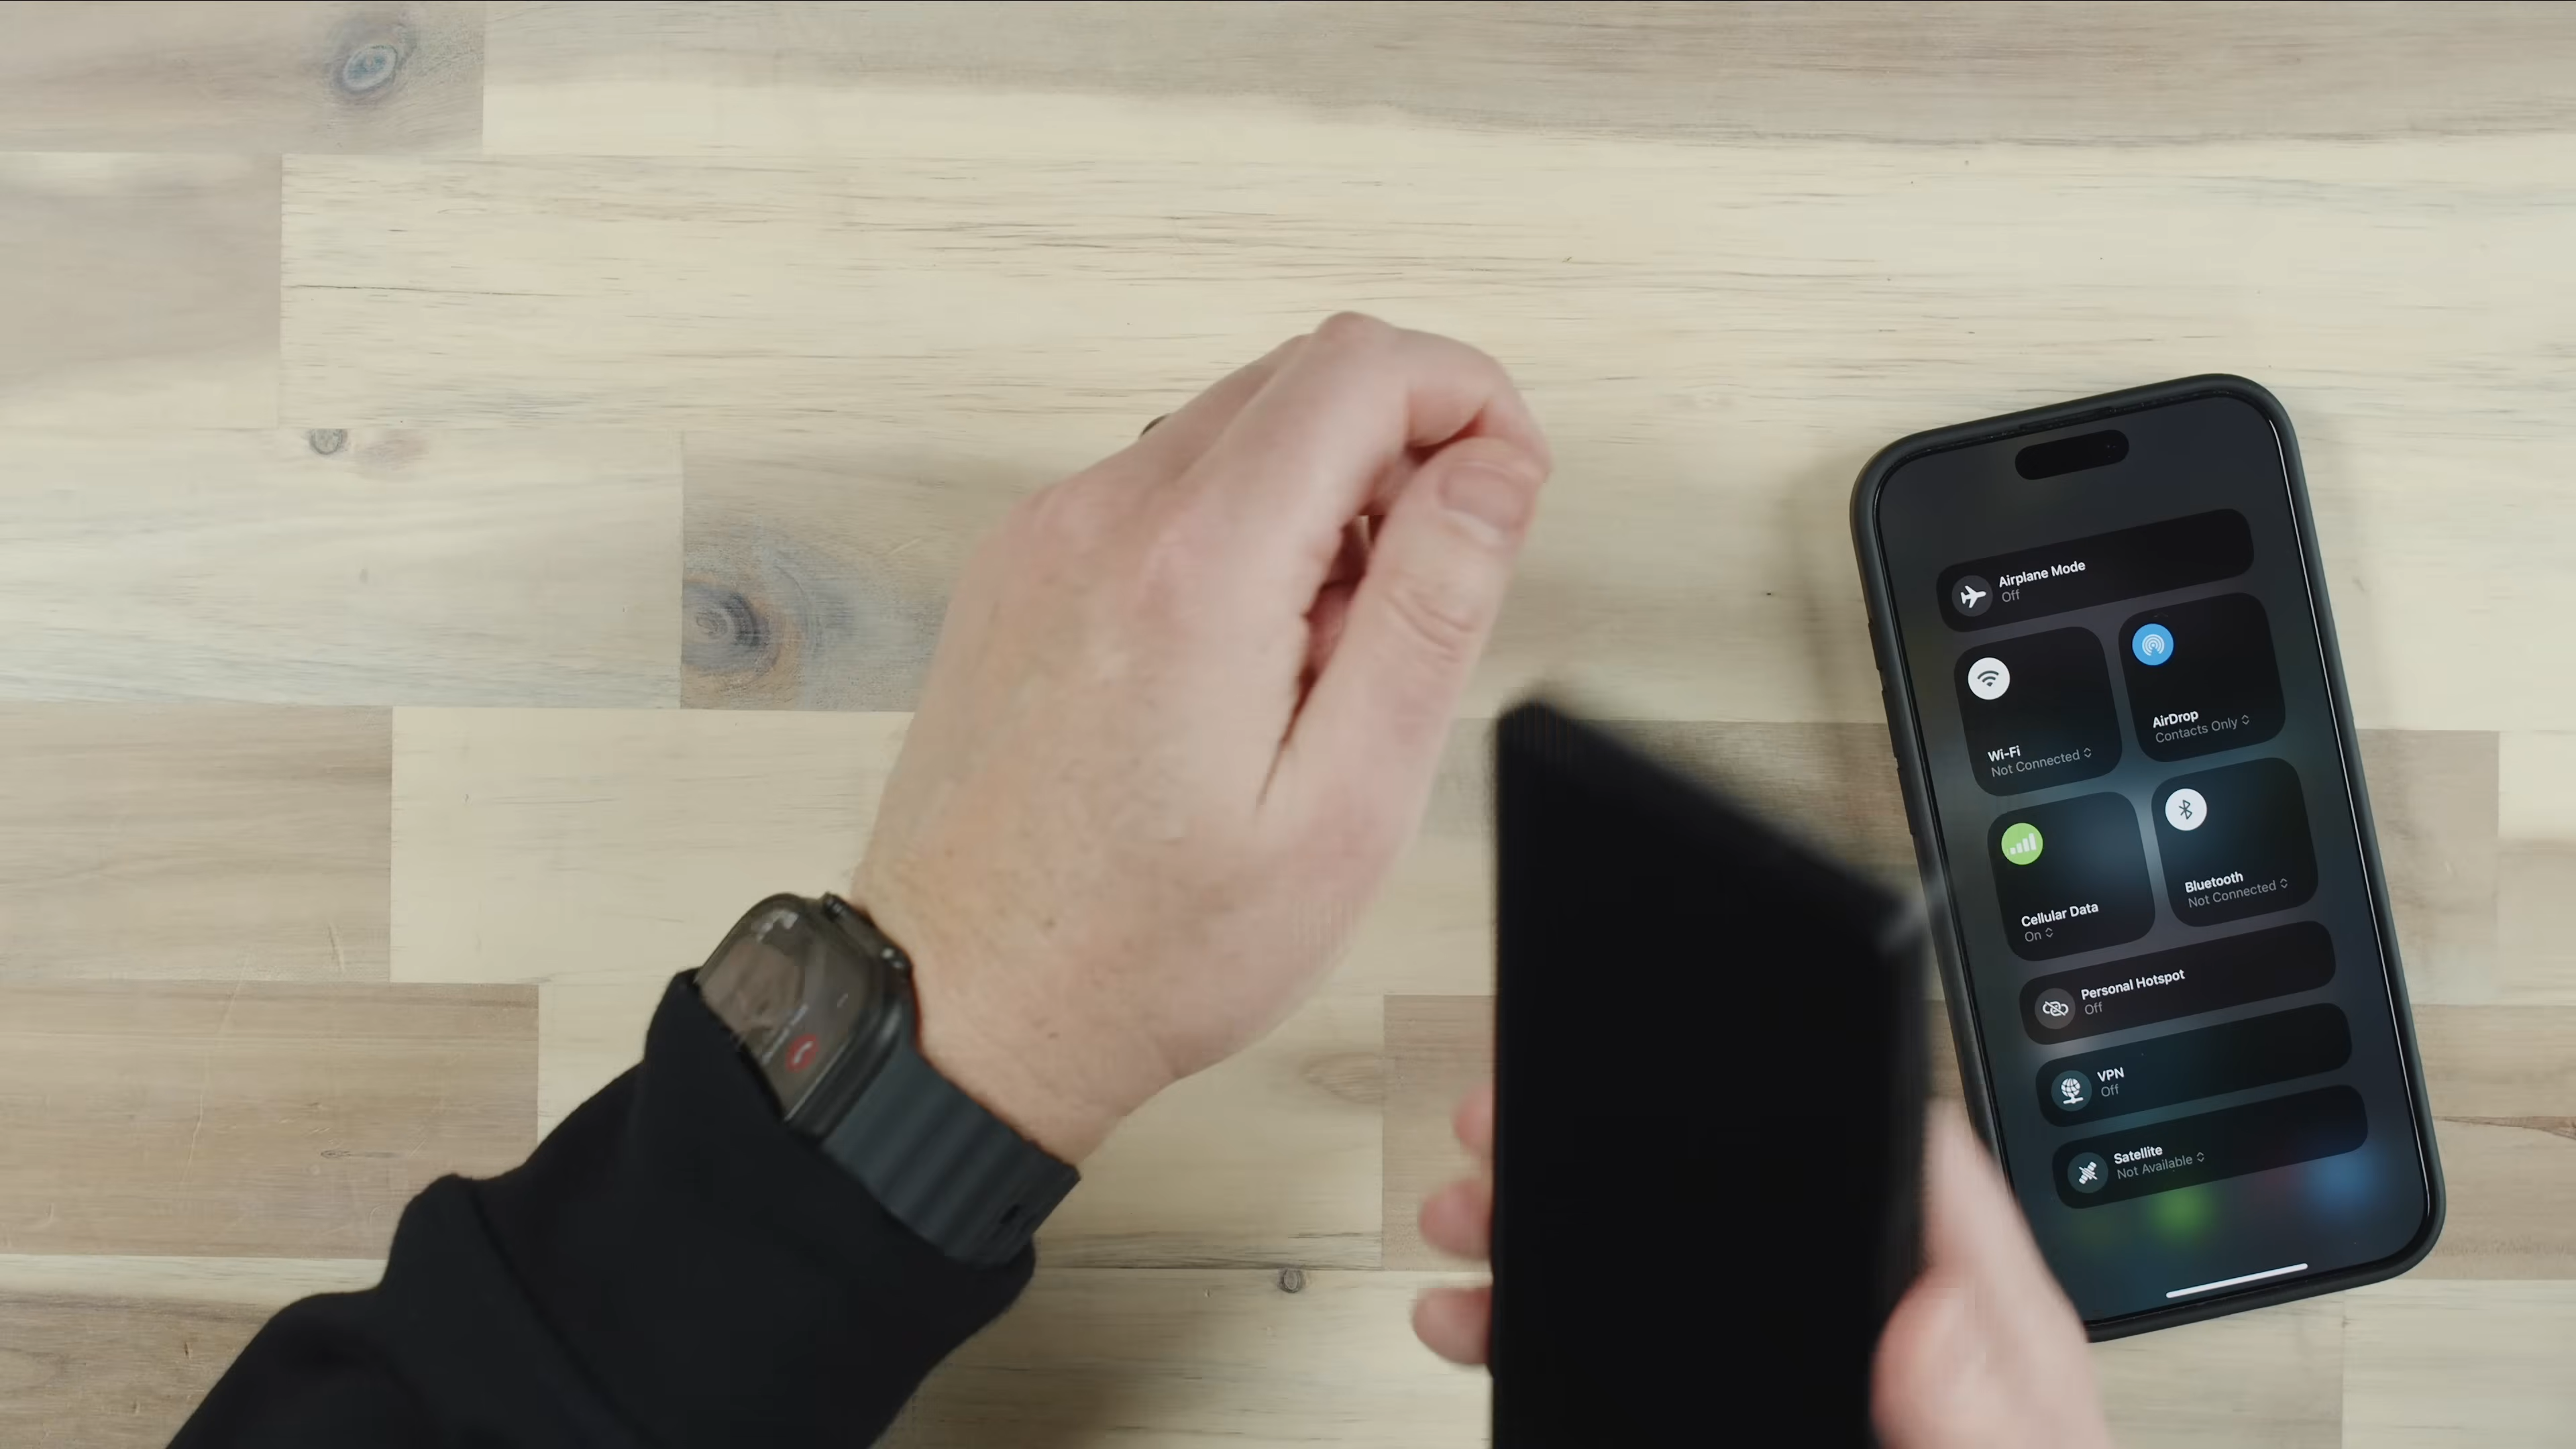 Airplane Mode
Off
Wi-Fi
Not Connected
AirDrop
Contacts Only
Cellular Data
On
Bluetooth
Not Connected
Personal Hotspot
Off
VPN
Off
Satellite
Not Available